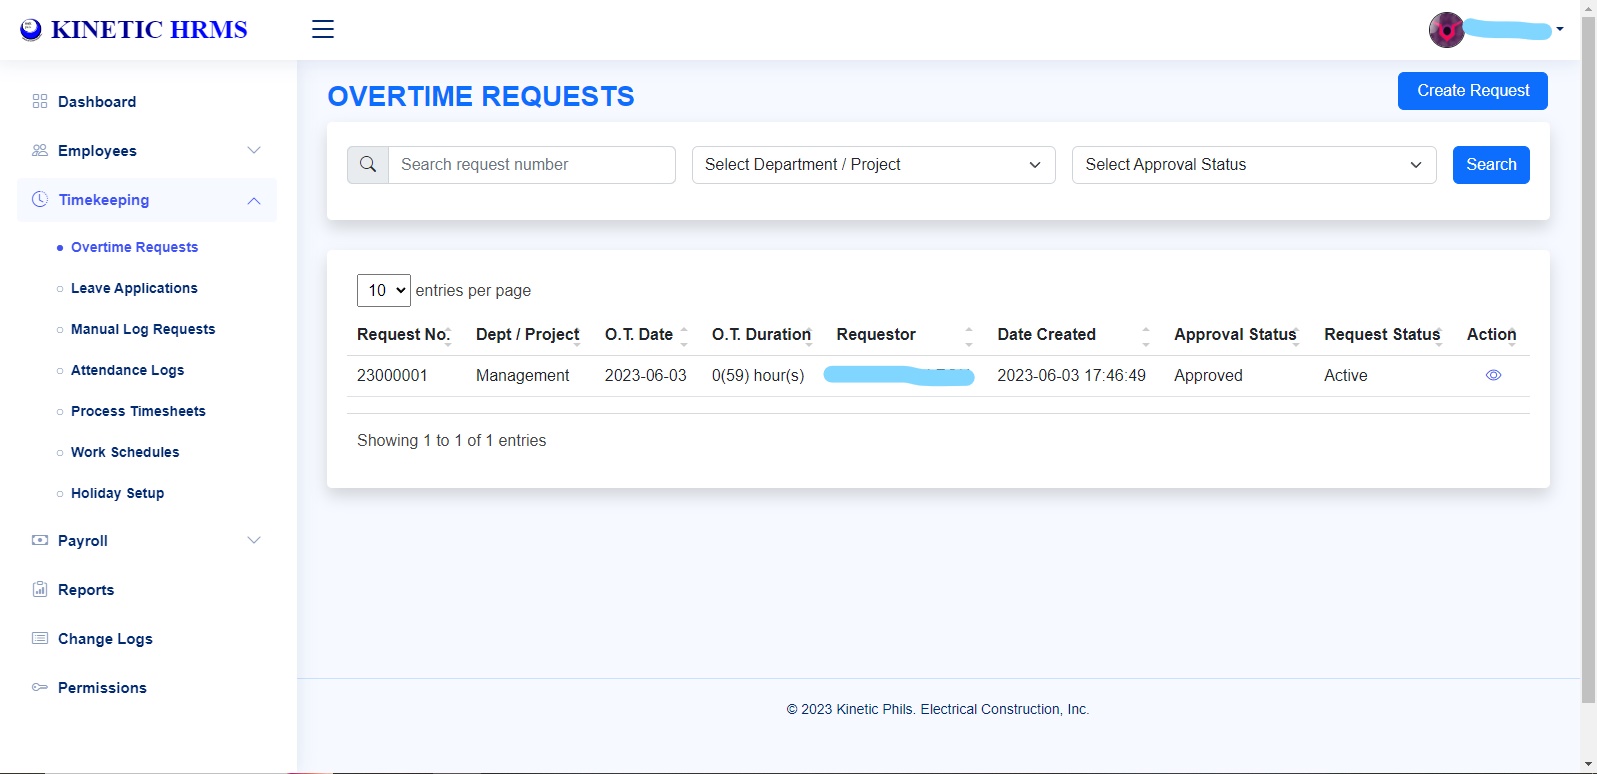 KINETIC HRMS
Dashboard
Employees
Timekeeping
Overtime Requests
Leave Applications
Manual Log Requests
Attendance Logs
Process Timesheets
Work Schedules
Holiday Setup
Payroll
Reports
Change Logs
Permissions
OVERTIME REQUESTS
Create Request
Search request number
Select Department / Project
Select Approval Status
Search
10 entries per page
Request No. Dept / Project O.T. Date O.T. Duration Requestor Date Created Approval Status Request Status Action
23000001 Management 2023-06-03 0(59) hour(s) 2023-06-03 17:46:49 Approved Active
Showing 1 to 1 of 1 entries
© 2023 Kinetic Phils. Electrical Construction, Inc.